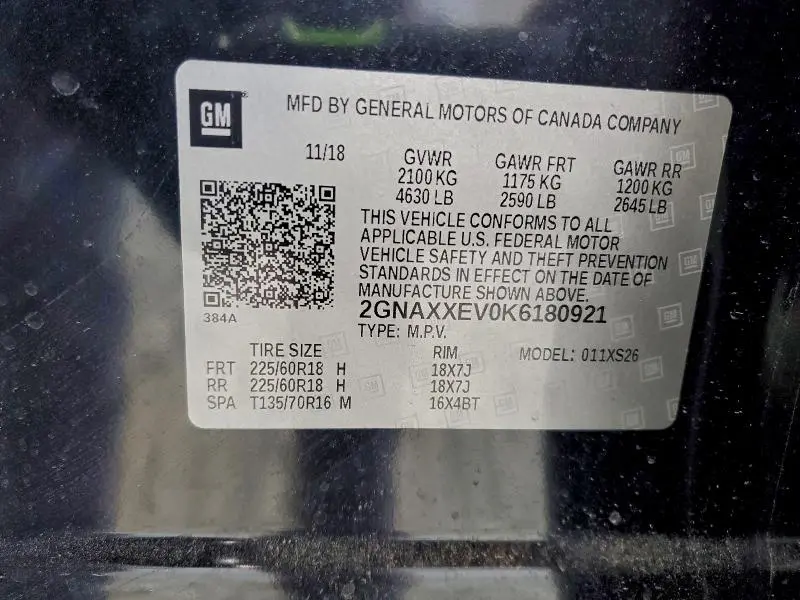 GM
MFD BY GENERAL MOTORS OF CANADA COMPANY
11/18 GVWR GAWR FRT GAWR RR
2100 KG 1175 KG 1200 KG
4630 LB 2590 LB 2645 LB
THIS VEHICLE CONFORMS TO ALL
APPLICABLE U.S. FEDERAL MOTOR
VEHICLE SAFETY AND THEFT PREVENTION
STANDARDS IN EFFECT ON THE DATE OF
MANUFACTURE SHOWN ABOVE.
384A
2GNAXXEV0K6180921
TYPE: M.P.V.
TIRE SIZE RIM MODEL: 011XS26
FRT 225/60R18 H 18X7J
RR 225/60R18 H 18X7J
SPA T135/70R16 M 16X4BT